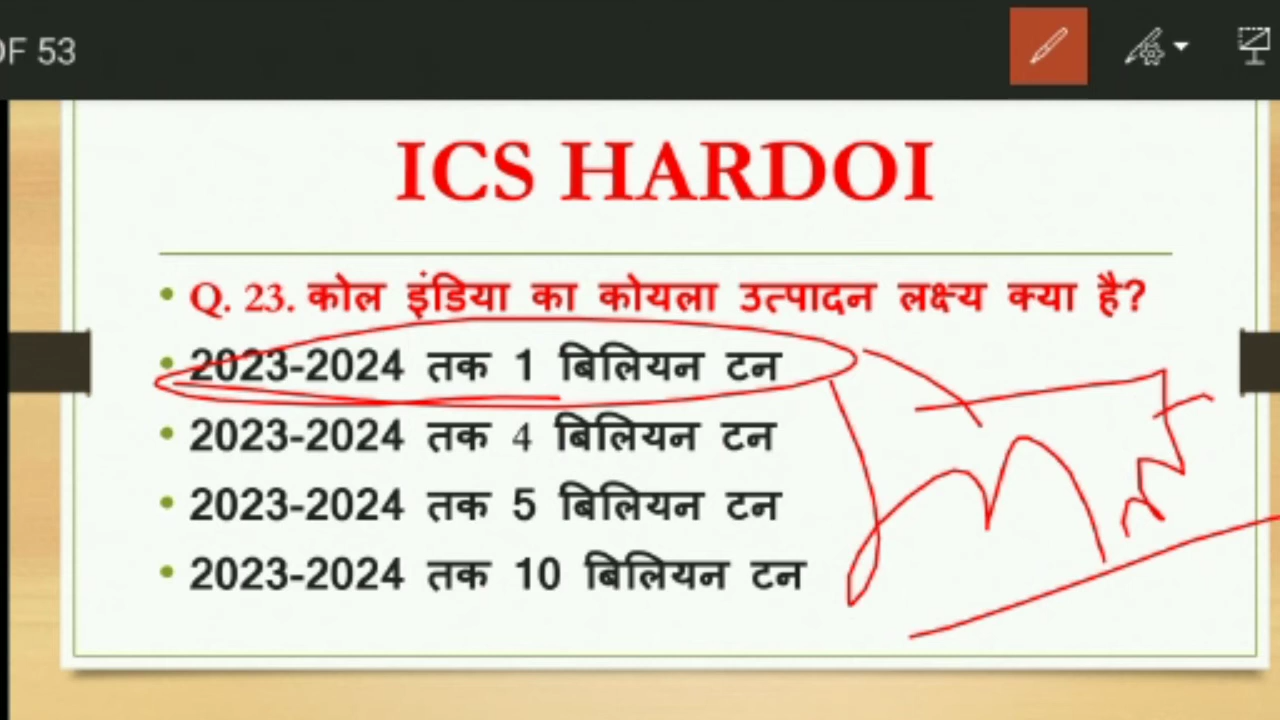 OF 53
ICS HARDOI
• Q. 23. कोल इंडिया का कोयला उत्पादन लक्ष्य क्या है?
• 2023-2024 तक 1 बिलियन टन
• 2023-2024 तक 4 बिलियन टन
• 2023-2024 तक 5 बिलियन टन
• 2023-2024 तक 10 बिलियन टन